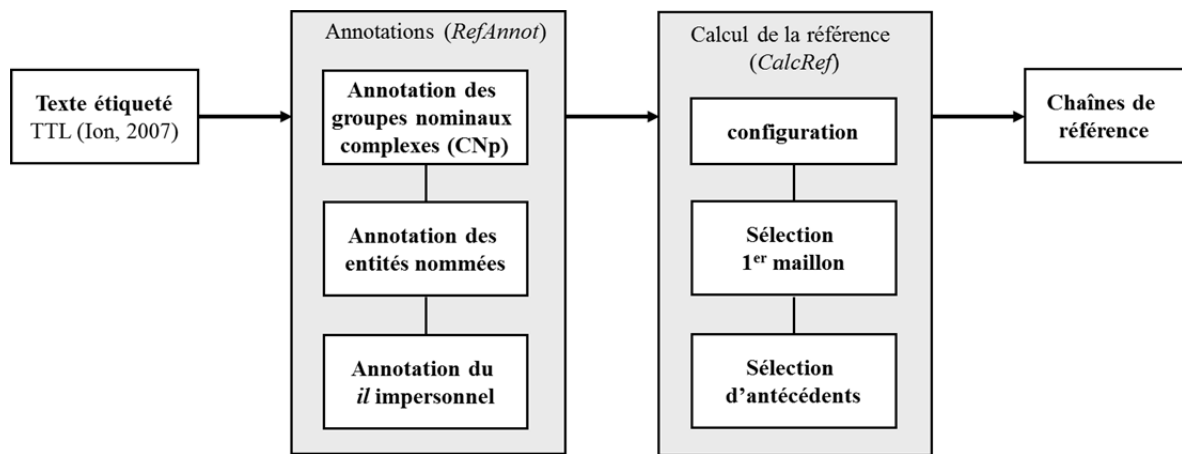 Texte étiqueté
TTL (Ion, 2007)
Annotations (RefAnnot)
Annotation des
groupes nominaux
complexes (CNp)
Annotation des
entités nommées
Annotation du
il impersonnel
Calcul de la référence
(CalcRef)
configuration
Sélection
1er maillon
Sélection
d'antécédents
Chaînes de
référence